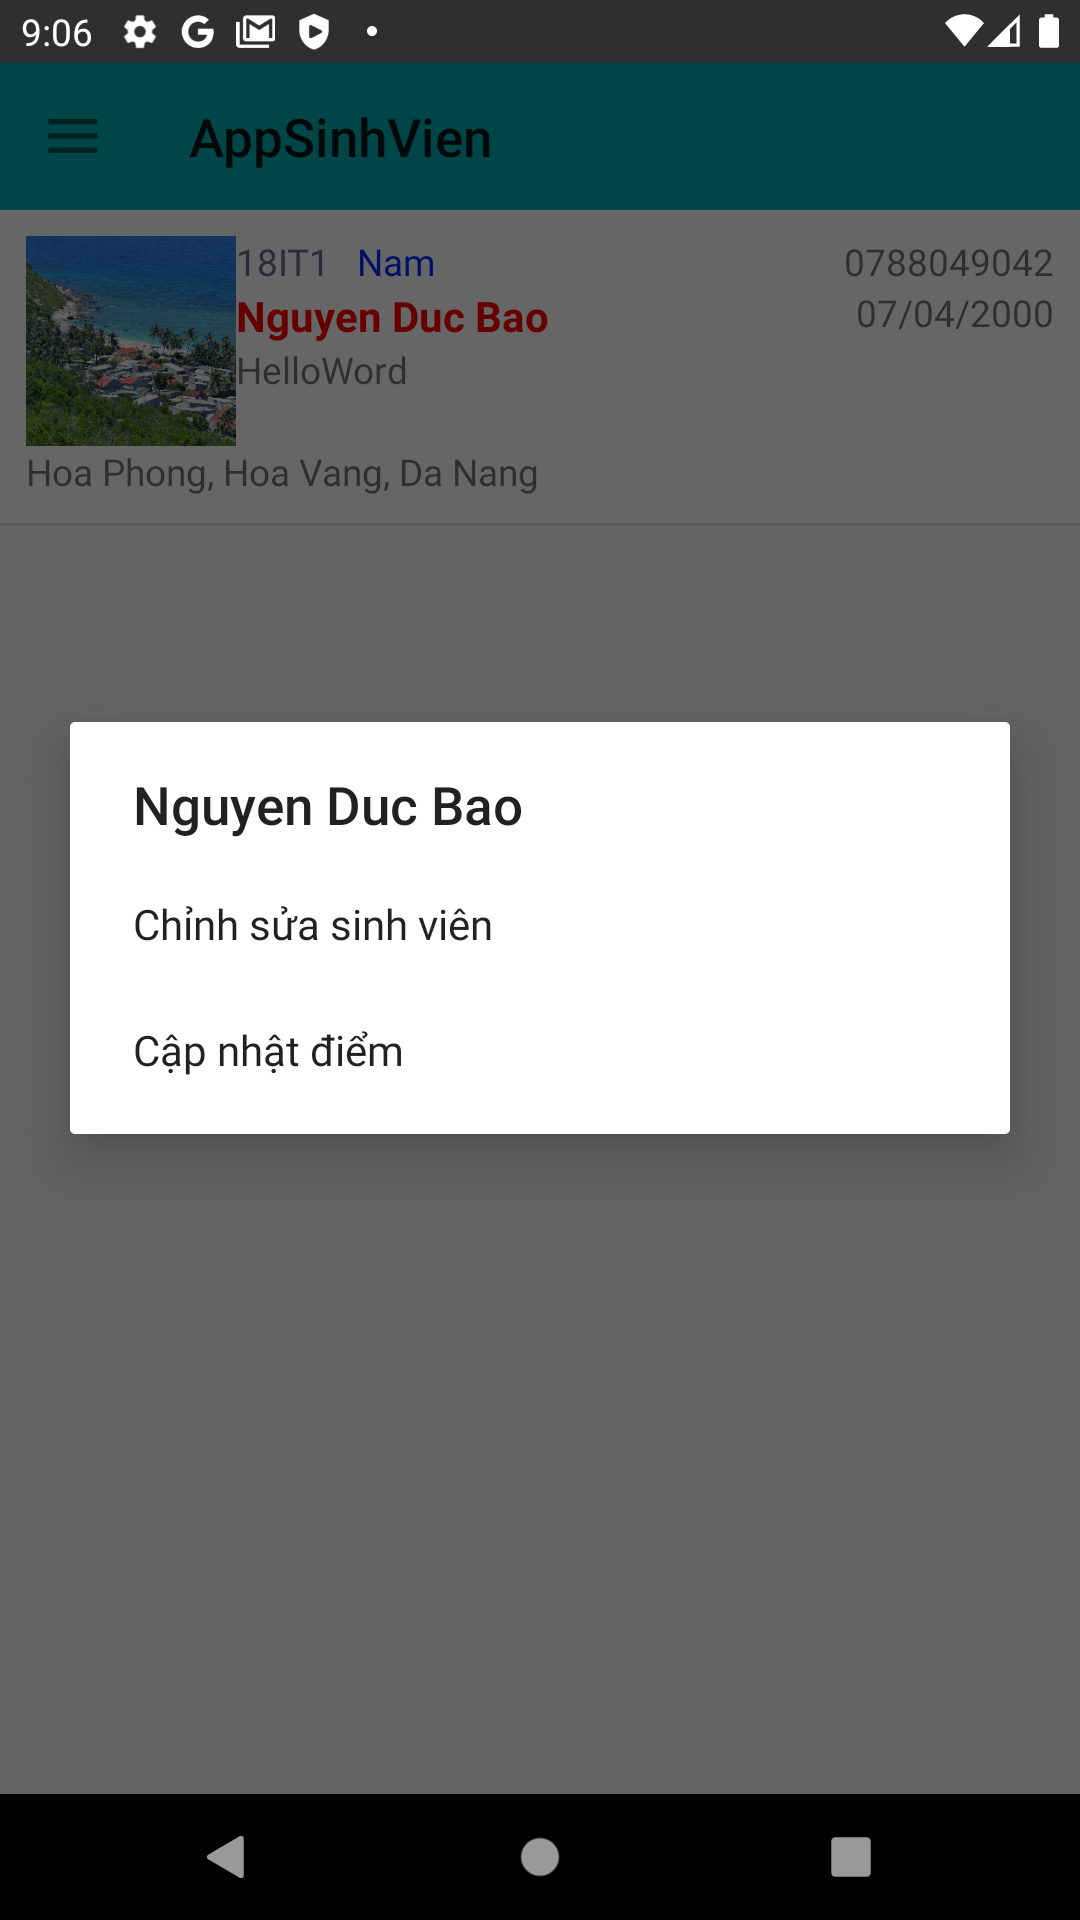 9:06
AppSinhVien
18IT1 Nam 0788049042
Nguyen Duc Bao 07/04/2000
HelloWord
Hoa Phong, Hoa Vang, Da Nang
Nguyen Duc Bao
Chỉnh sửa sinh viên
Cập nhật điểm